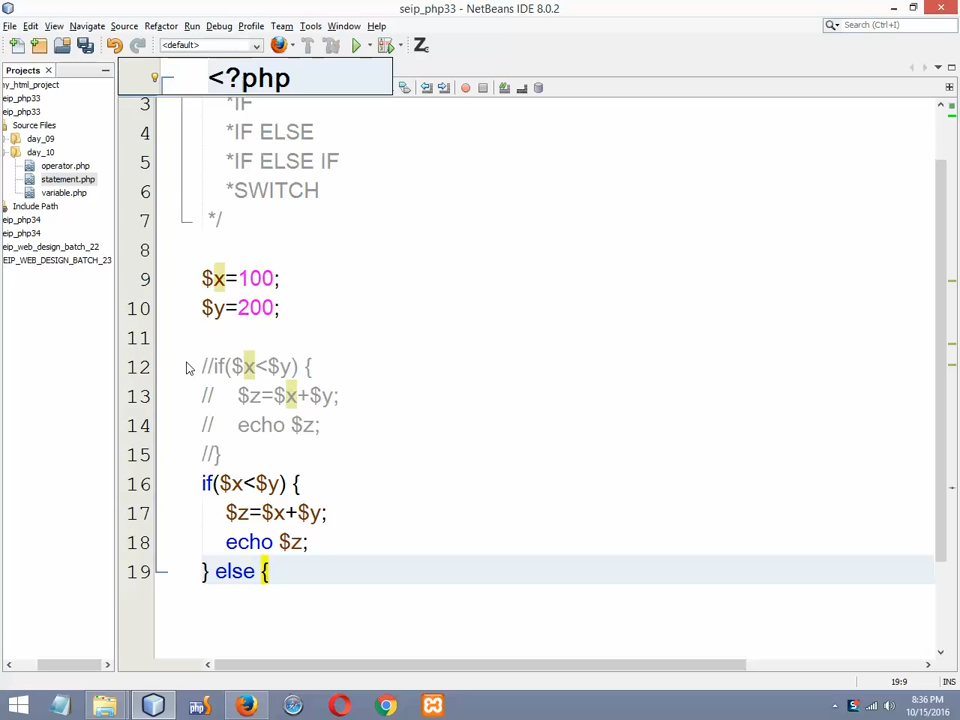 seip_php33 - NetBeans IDE 8.0.2
File Edit View Navigate Source Refactor Run Debug Profile Team Tools Window Help
Search (Ctrl+I)
<default>
Projects
ny_html_project
eip_php33
eip_php33
Source Files
day_09
day_10
operator.php
statement.php
variable.php
Include Path
eip_php34
eip_php34
eip_web_design_batch_22
EIP_WEB_DESIGN_BATCH_23
<?php
3 *IF
4 *IF ELSE
5 *IF ELSE IF
6 *SWITCH
7 */
8
9 $x=100;
10 $y=200;
11
12 //if($x<$y) {
13 // $z=$x+$y;
14 // echo $z;
15 //}
16 if($x<$y) {
17 $z=$x+$y;
18 echo $z;
19 } else {
19:9 INS
8:36 PM
10/15/2016